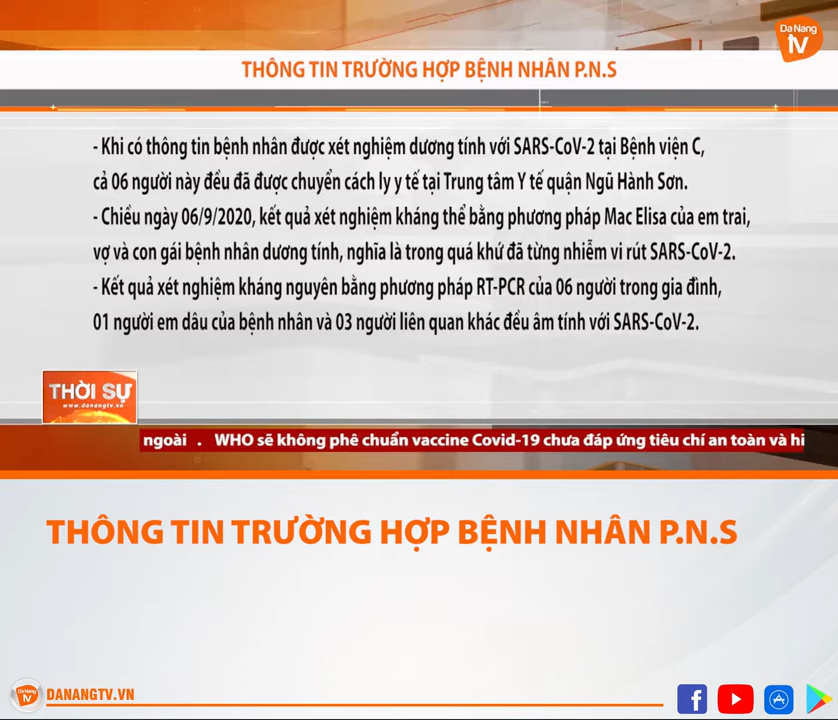 Da Nang
TV
THÔNG TIN TRƯỜNG HỢP BỆNH NHÂN P.N.S
- Khi có thông tin bệnh nhân được xét nghiệm dương tính với SARS-CoV-2 tại Bệnh viện C,
cả 06 người này đều đã được chuyển cách ly y tế tại Trung tâm Y tế quận Ngũ Hành Sơn.
- Chiều ngày 06/9/2020, kết quả xét nghiệm kháng thể bằng phương pháp Mac Elisa của em trai,
vợ và con gái bệnh nhân dương tính, nghĩa là trong quá khứ đã từng nhiễm vi rút SARS-CoV-2.
- Kết quả xét nghiệm kháng nguyên bằng phương pháp RT-PCR của 06 người trong gia đình,
01 người em dâu của bệnh nhân và 03 người liên quan khác đều âm tính với SARS-CoV-2.
THỜI SỰ
www.danangtv.vn
ngoài . WHO sẽ không phê chuẩn vaccine Covid-19 chưa đáp ứng tiêu chí an toàn và hi
THÔNG TIN TRƯỜNG HỢP BỆNH NHÂN P.N.S
Da Nang
TV
DANANGTV.VN